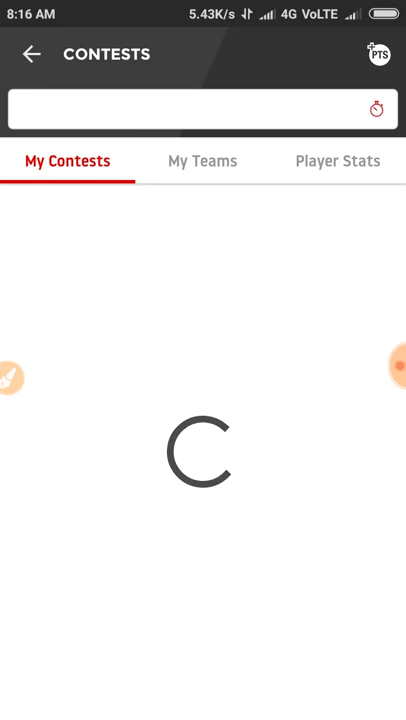 8:16 AM 5.43K/s 4G VoLTE
CONTESTS
PTS
My Contests My Teams Player Stats